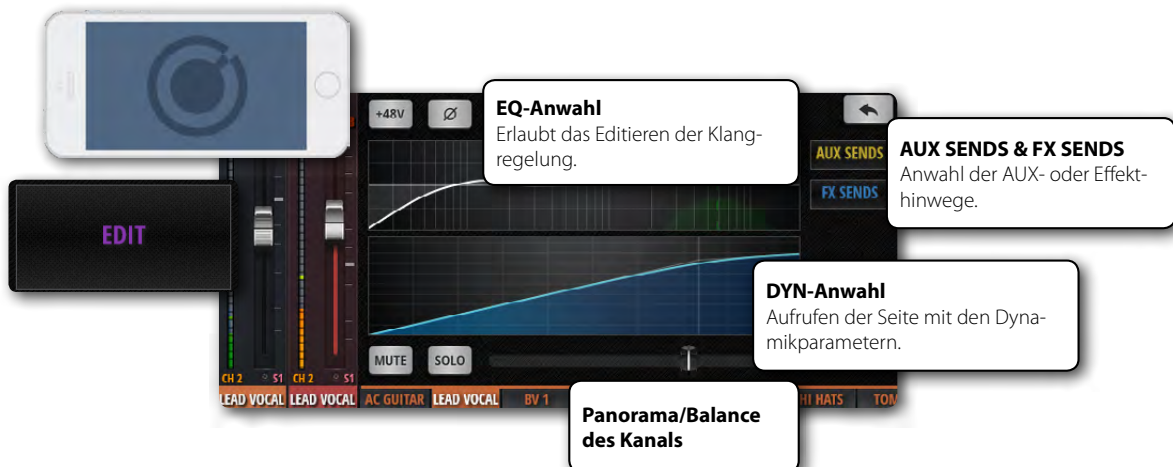 +48V
Ø
EQ-Anwahl
Erlaubt das Editieren der Klang-
regelung.
AUX SENDS
FX SENDS
AUX SENDS & FX SENDS
Anwahl der AUX- oder Effekt-
hinwege.
EDIT
DYN-Anwahl
Aufrufen der Seite mit den Dyna-
mikparametern.
MUTE
SOLO
CH 2
S1
CH 2
S1
LEAD VOCAL
LEAD VOCAL
AC GUITAR
LEAD VOCAL
BV 1
HI HATS
TOM
Panorama/Balance
des Kanals